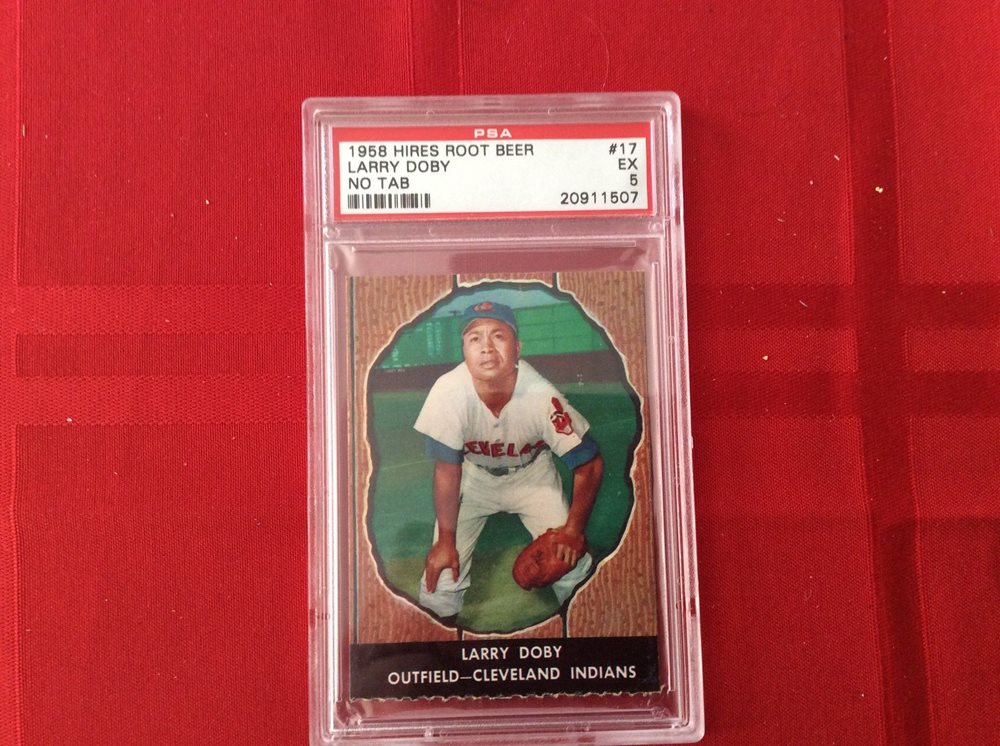 PSA
1958 HIRES ROOT BEER #17
LARRY DOBY EX
NO TAB 5
20911507
LARRY DOBY
OUTFIELD—CLEVELAND INDIANS